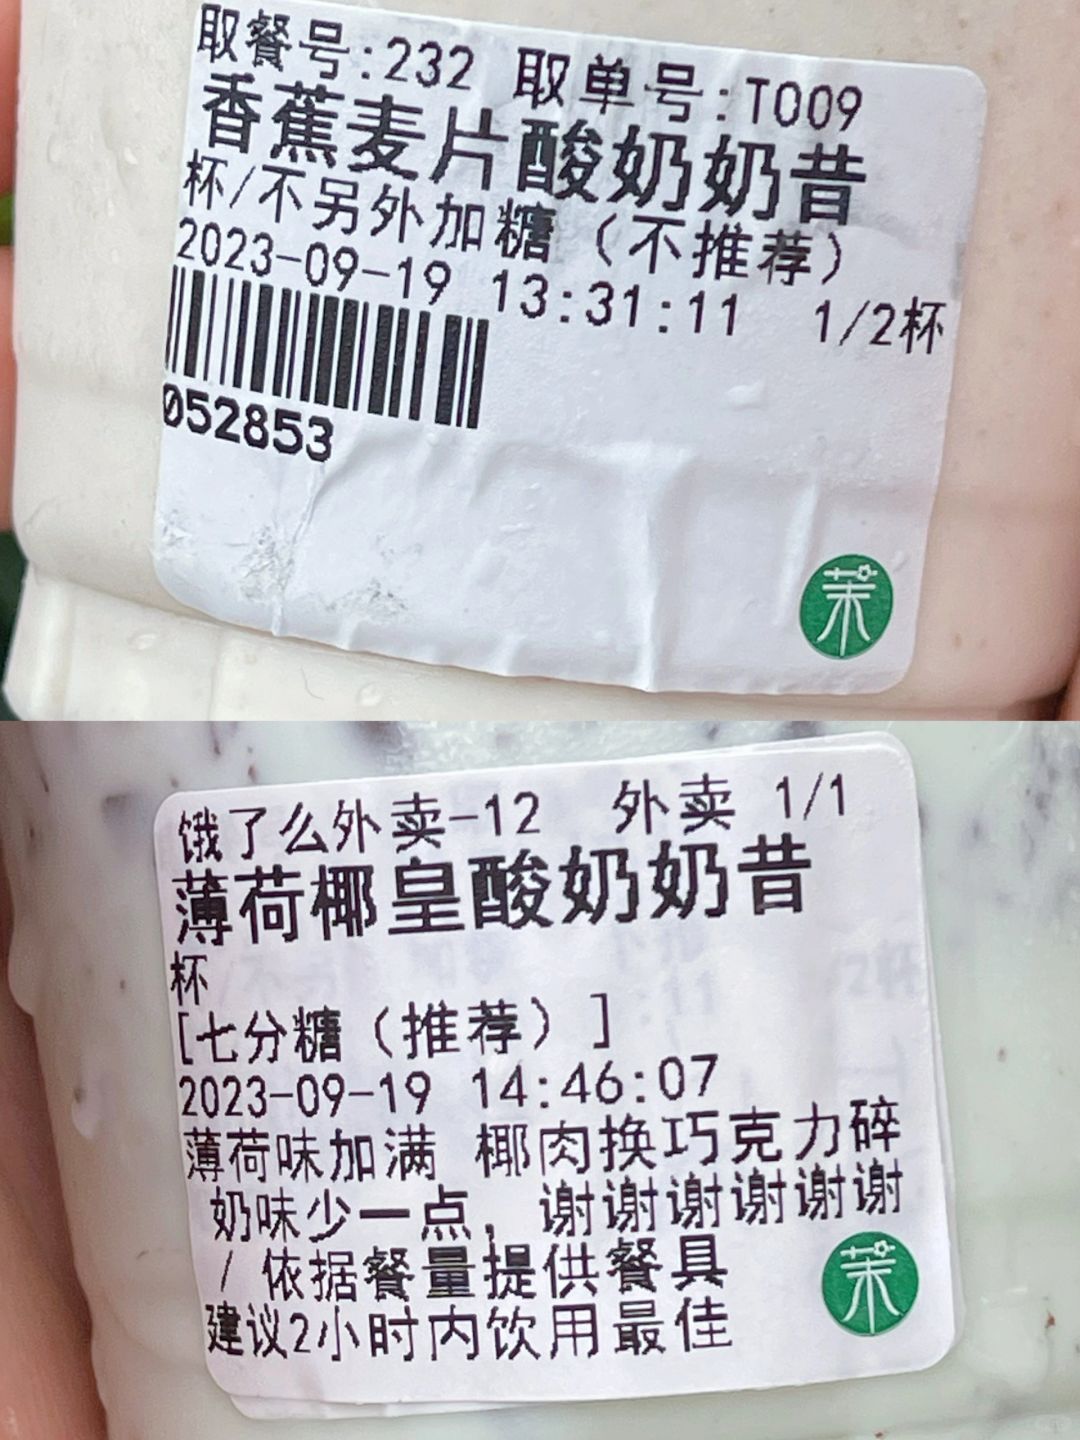 取餐号:232 取单号:T009
香蕉麦片酸奶奶昔
杯/不另外加糖（不推荐）
2023-09-19 13:31:11 1/2杯
052853
茉
饿了么外卖-12 外卖 1/1
薄荷椰皇酸奶奶昔
杯
[七分糖（推荐）]
2023-09-19 14:46:07
薄荷味加满 椰肉换巧克力碎
奶味少一点，谢谢谢谢谢谢
/ 依据餐量提供餐具
建议2小时内饮用最佳
茉